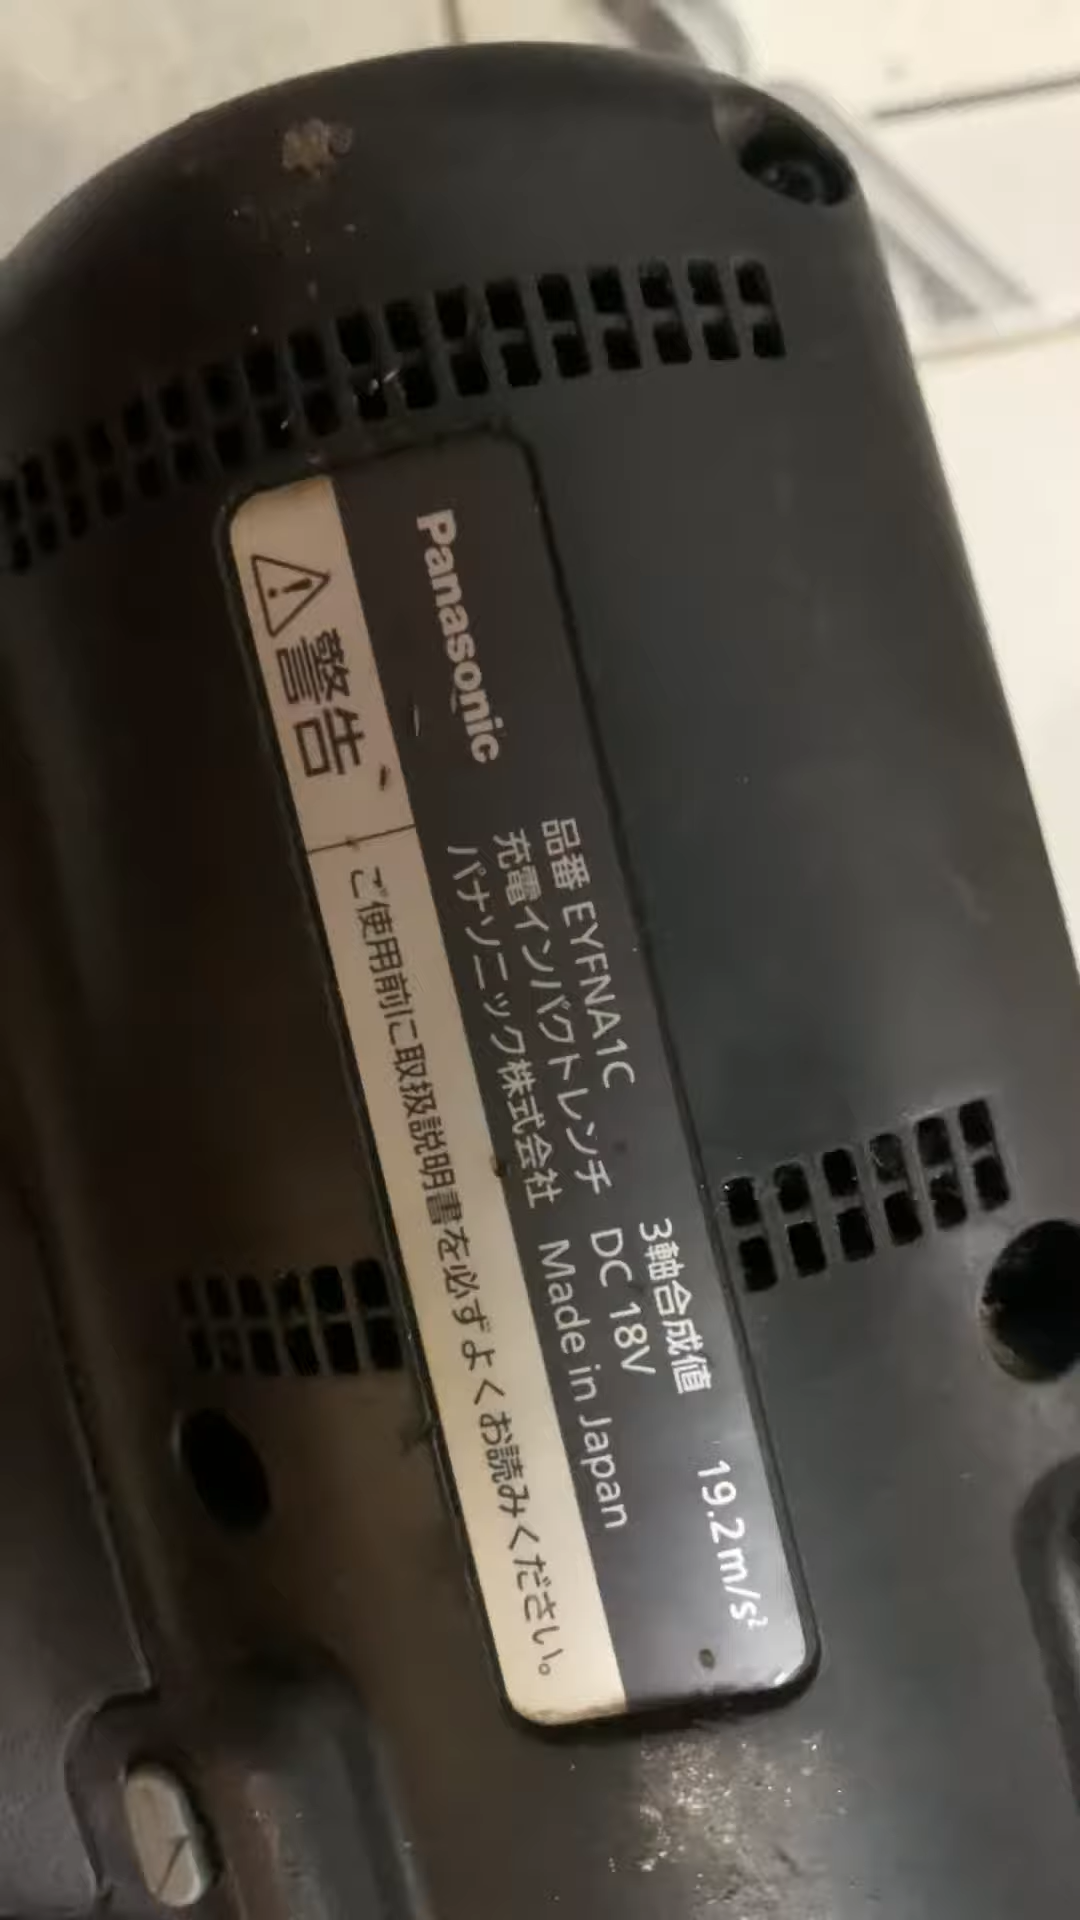 Panasonic
3軸合成値 19.2m/s²
品番 EYFNA1C
充電インパクトレンチ DC 18V
パナソニック株式会社 Made in Japan
警告 ご使用前に取扱説明書を必ずよくお読みください。